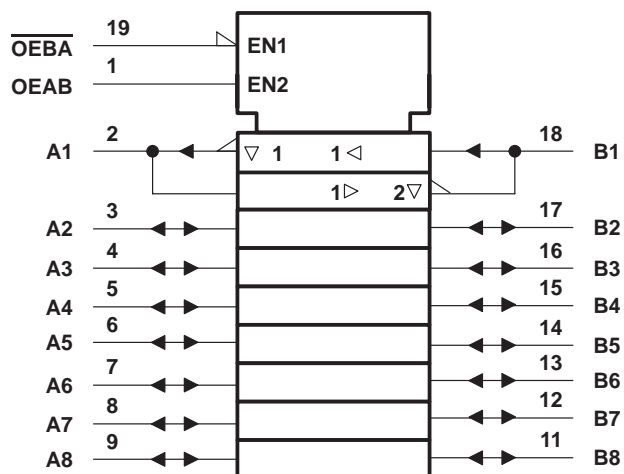 19
OEBA
EN1
1
OEAB
EN2
2
A1
▽ 1 1 ◁
18
B1
1 ▷ 2 ▽
3
A2
17
B2
4
A3
16
B3
5
A4
15
B4
6
A5
14
B5
7
A6
13
B6
8
A7
12
B7
9
A8
11
B8